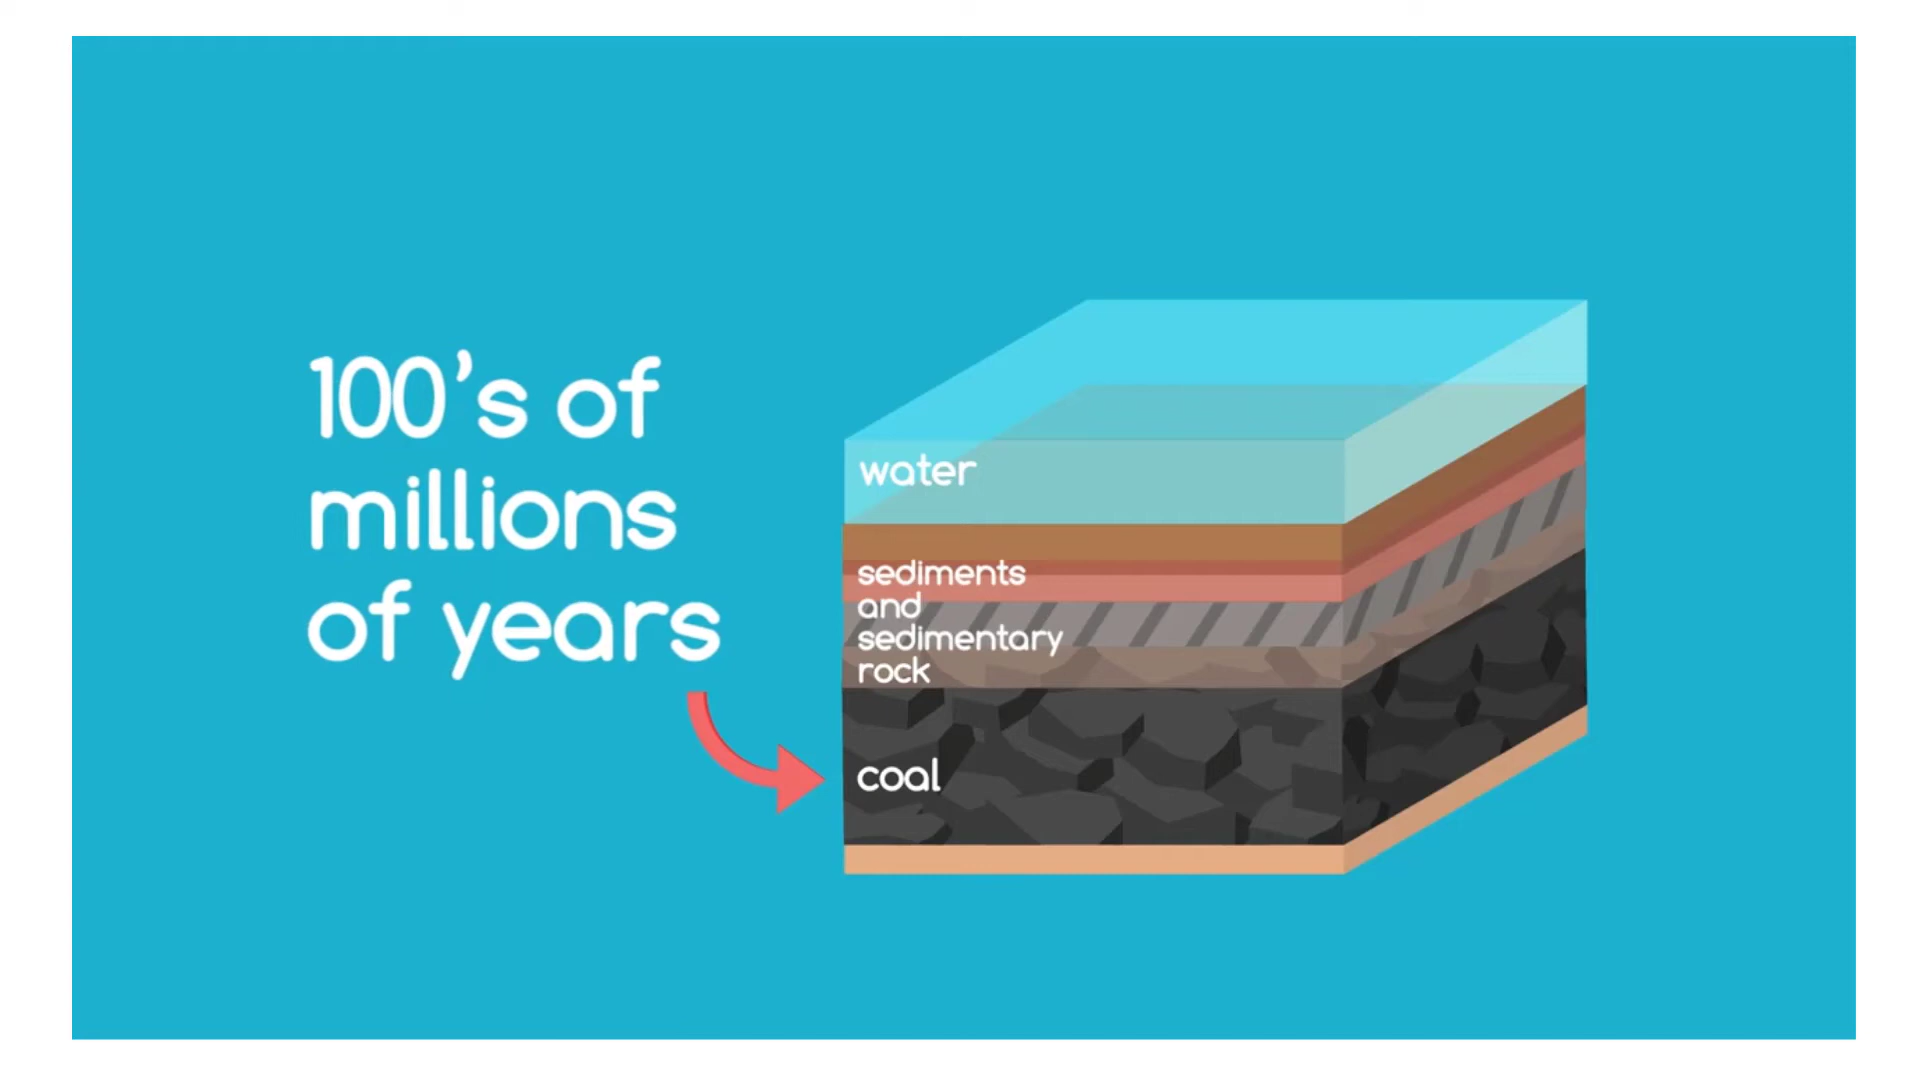 100's of
millions
of years
water
sediments
and
sedimentary
rock
coal